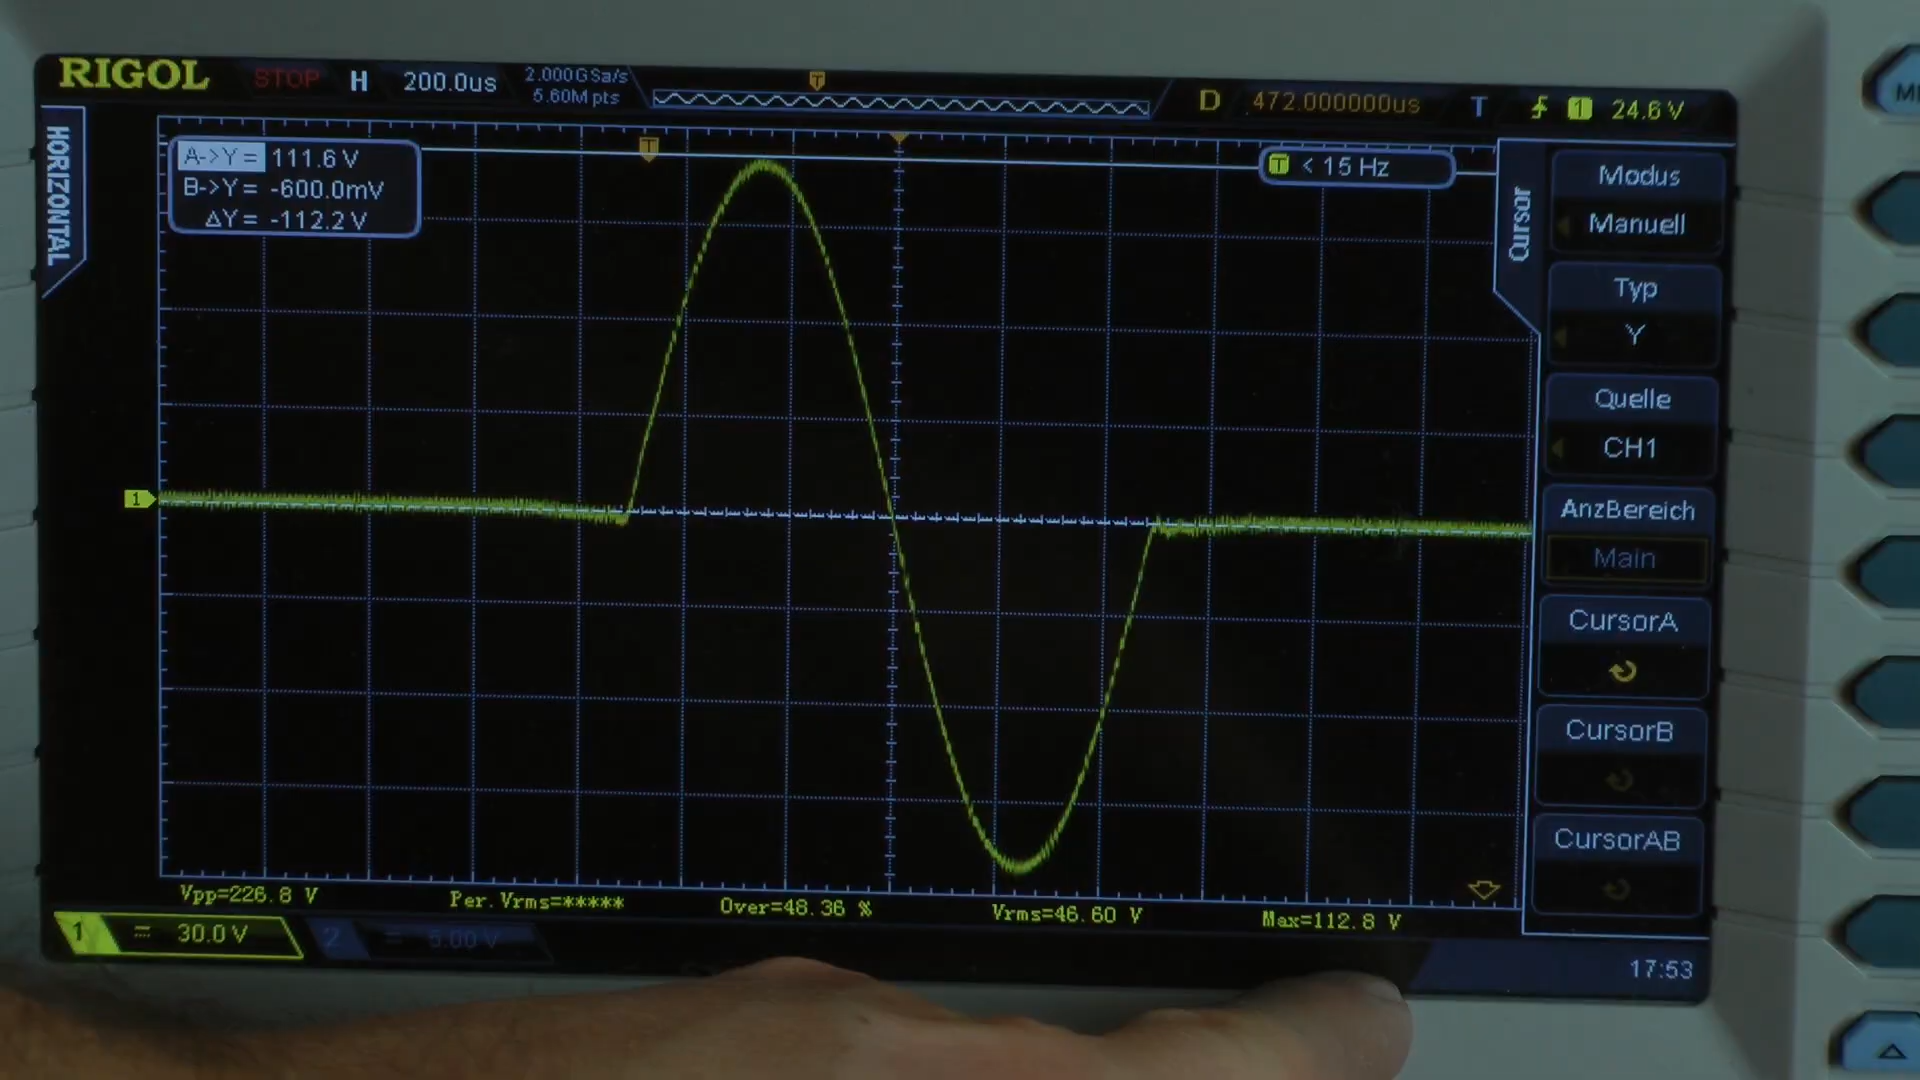 RIGOL STOP H 200.0us 2.000GSa/s D 472.000000us T 1 24.6 V
5.60M pts
HORIZONTAL
A->Y= 111.6 V
B->Y= -600.0mV
ΔY= -112.2 V
T
T < 15 Hz
Cursor
Modus
Manuell
Typ
Y
Quelle
CH1
AnzBereich
Main
CursorA
CursorB
CursorAB
1
Vpp=226.8 V Per.Vrms=***** Over=48.36 % Vrms=46.60 V Max=112.8 V
1 = 30.0 V 2 = 5.00 V
17:53